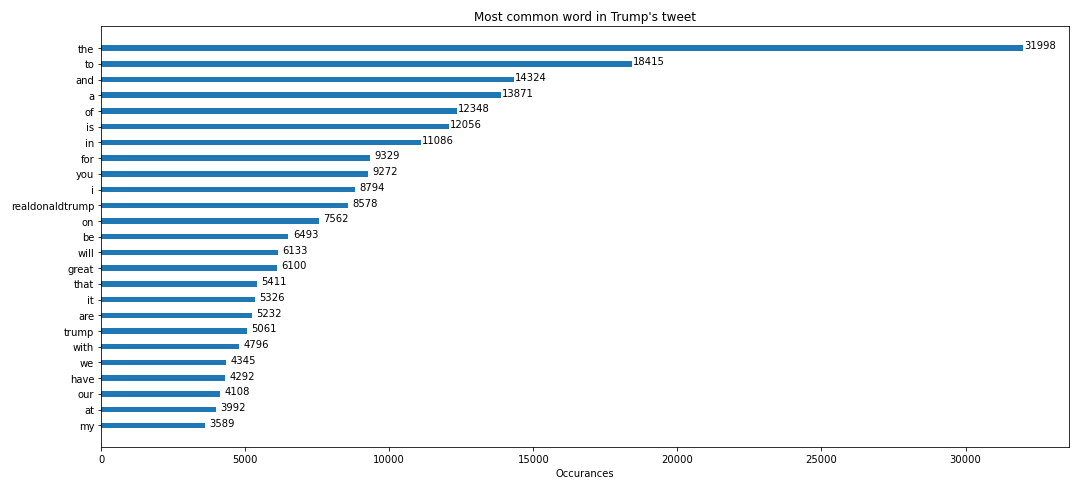 Most common word in Trump's tweet
the 31998
to 18415
and 14324
a 13871
of 12348
is 12056
in 11086
for 9329
you 9272
i 8794
realdonaldtrump 8578
on 7562
be 6493
will 6133
great 6100
that 5411
it 5326
are 5232
trump 5061
with 4796
we 4345
have 4292
our 4108
at 3992
my 3589
0 5000 10000 15000 20000 25000 30000
Occurances